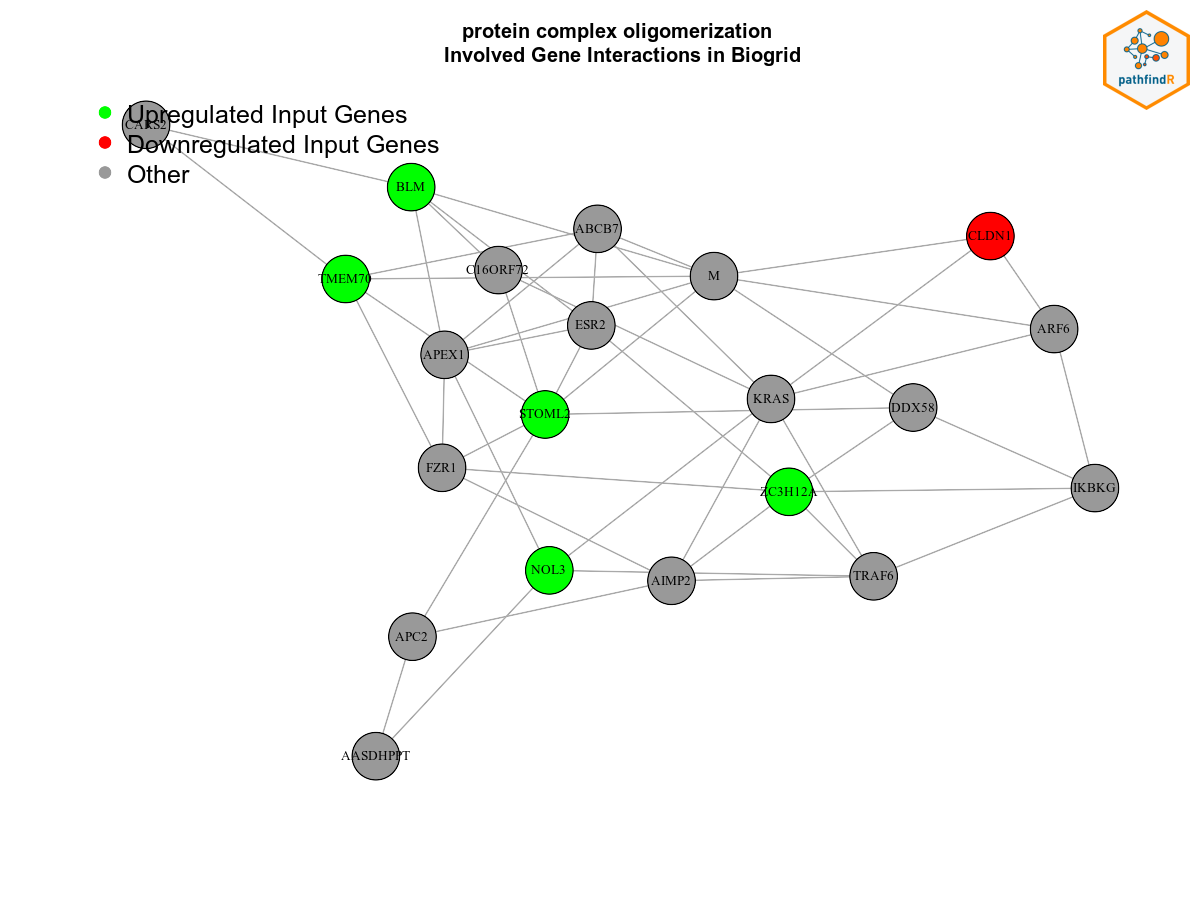 protein complex oligomerization
Involved Gene Interactions in Biogrid
pathfindR
Upregulated Input Genes
CARS2
Downregulated Input Genes
Other
BLM
ABCB7
CLDN1
C16ORF72
M
TMEM70
ESR2
ARF6
APEX1
KRAS
DDX58
STOML2
FZR1
ZC3H12A
IKBKG
NOL3
AIMP2
TRAF6
APC2
AASDHPPT